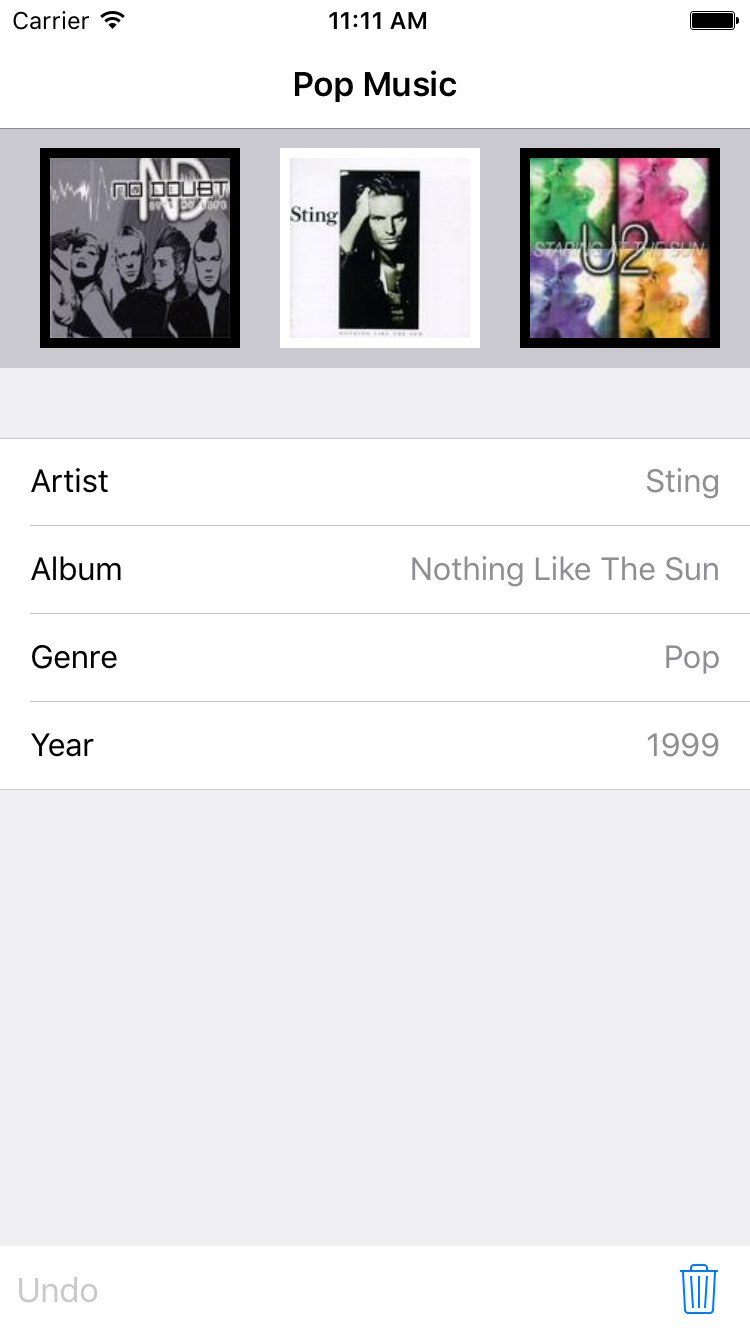 Carrier
11:11 AM
Pop Music
NO DOUBT
ND
Sting
NOTHING LIKE THE SUN
STARING AT THE SUN
U2
Artist
Sting
Album
Nothing Like The Sun
Genre
Pop
Year
1999
Undo